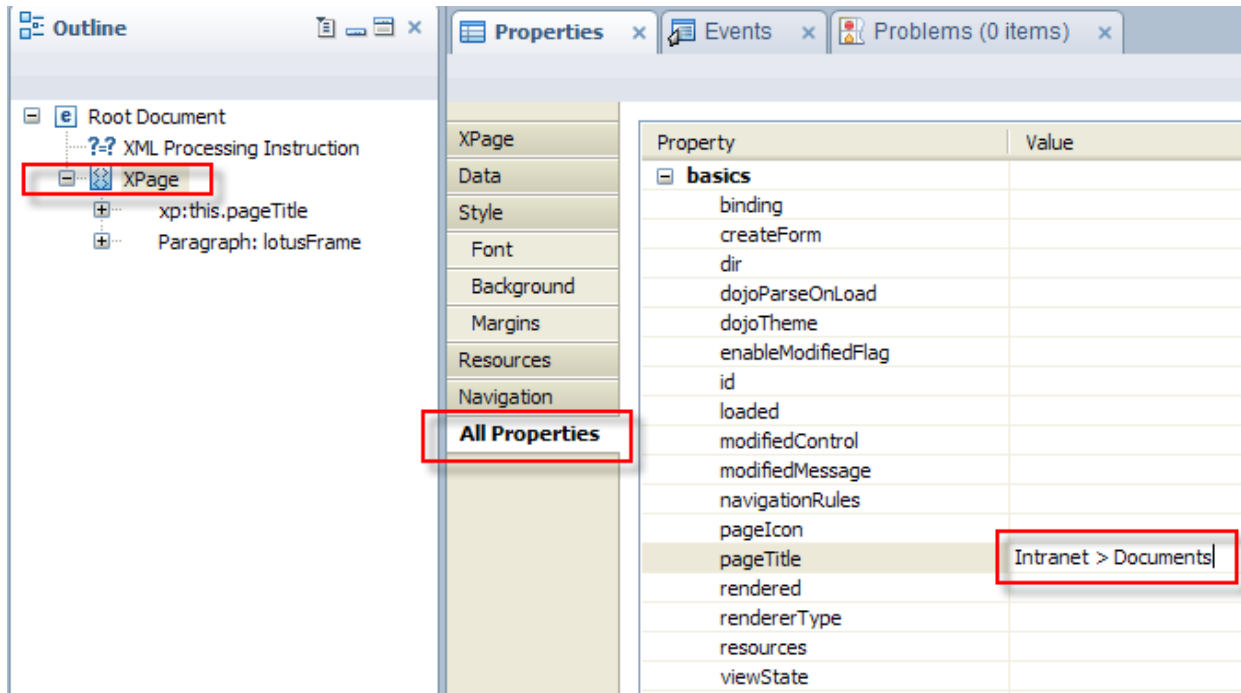 Outline
Root Document
?=? XML Processing Instruction
XPage
xp:this.pageTitle
Paragraph: lotusFrame
Properties
Events
Problems (0 items)
XPage
Data
Style
Font
Background
Margins
Resources
Navigation
All Properties
Property Value
basics
binding
createForm
dir
dojoParseOnLoad
dojoTheme
enableModifiedFlag
id
loaded
modifiedControl
modifiedMessage
navigationRules
pageIcon
pageTitle Intranet > Documents
rendered
rendererType
resources
viewState